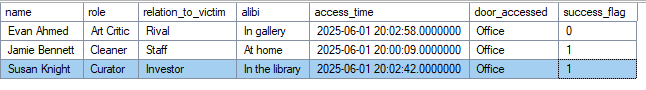 name role relation_to_victim alibi access_time door_accessed success_flag
Evan Ahmed Art Critic Rival In gallery 2025-06-01 20:02:58.0000000 Office 0
Jamie Bennett Cleaner Staff At home 2025-06-01 20:00:09.0000000 Office 1
Susan Knight Curator Investor In the library 2025-06-01 20:02:42.0000000 Office 1